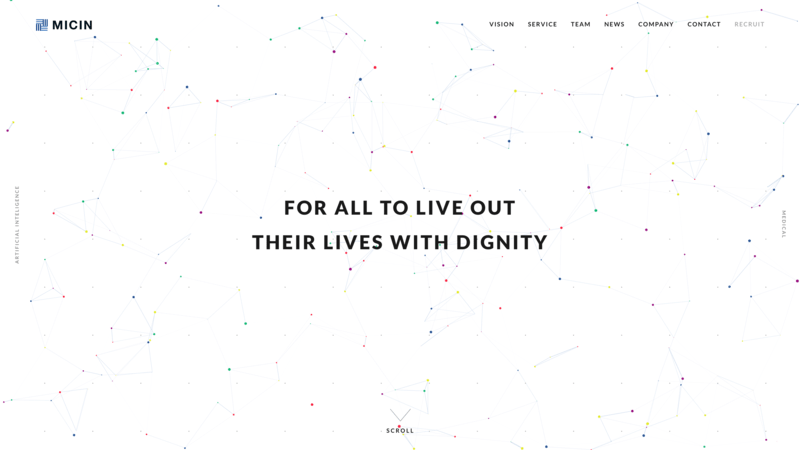 MICIN
VISION SERVICE TEAM NEWS COMPANY CONTACT RECRUIT
ARTIFICIAL INTELIGENCE
FOR ALL TO LIVE OUT
THEIR LIVES WITH DIGNITY
MEDICAL
SCROLL